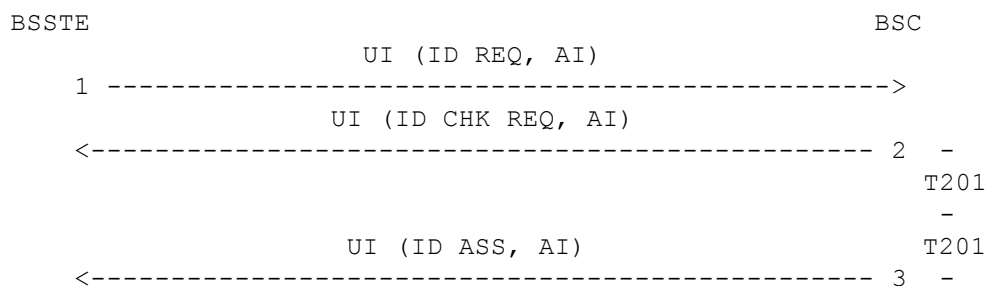 BSSTE BSC
UI (ID REQ, AI)
1 ------------------------------------------------->
UI (ID CHK REQ, AI)
<------------------------------------------------- 2 -
T201
-
UI (ID ASS, AI) T201
<------------------------------------------------- 3 -